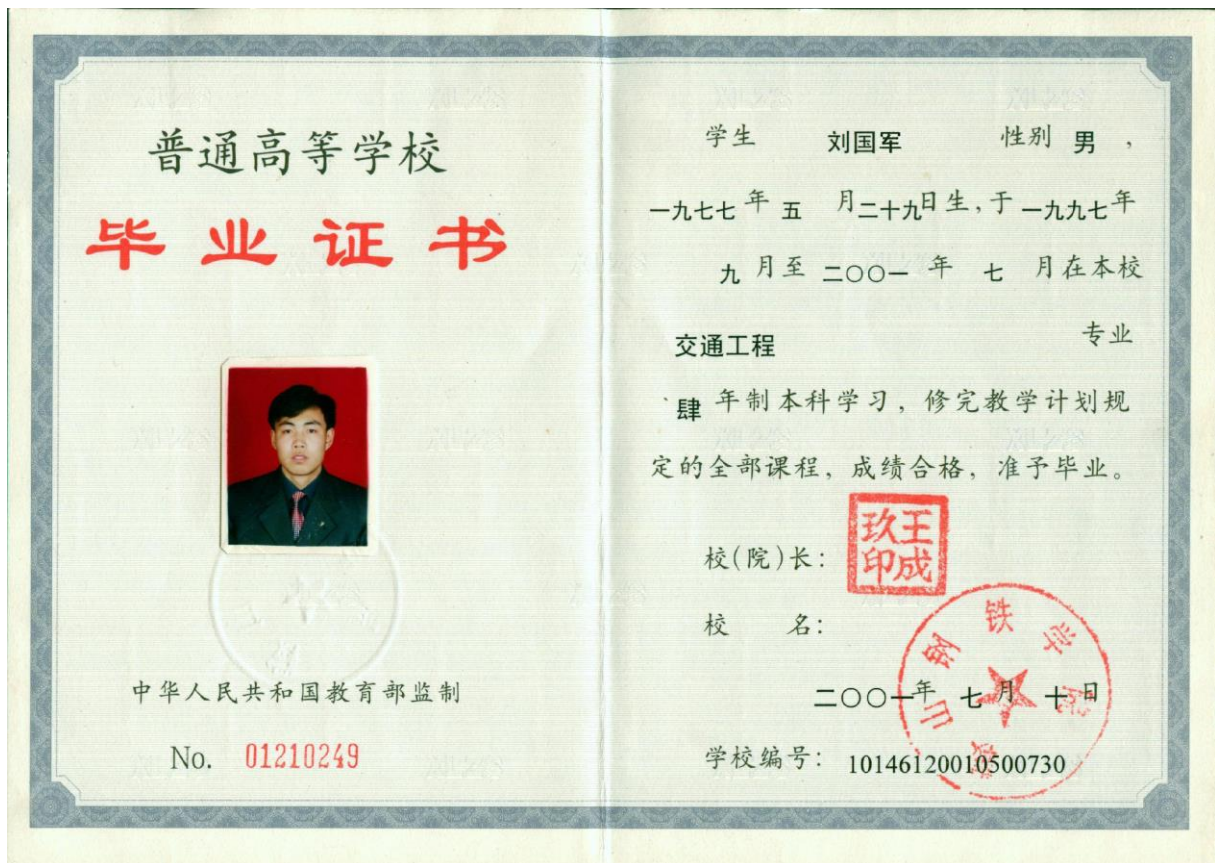 普通高等学校
毕业证书
中华人民共和国教育部监制
No. 01210249
学生 刘国军 性别 男，
一九七七年五月二十九日生，于一九九七年
九月至二〇〇一年七月在本校
交通工程 专业
肆年制本科学习，修完教学计划规
定的全部课程，成绩合格，准予毕业。
校(院)长：
王成玖印
校 名：
鞍山钢铁学院
二〇〇一年七月十日
学校编号： 10146120010500730